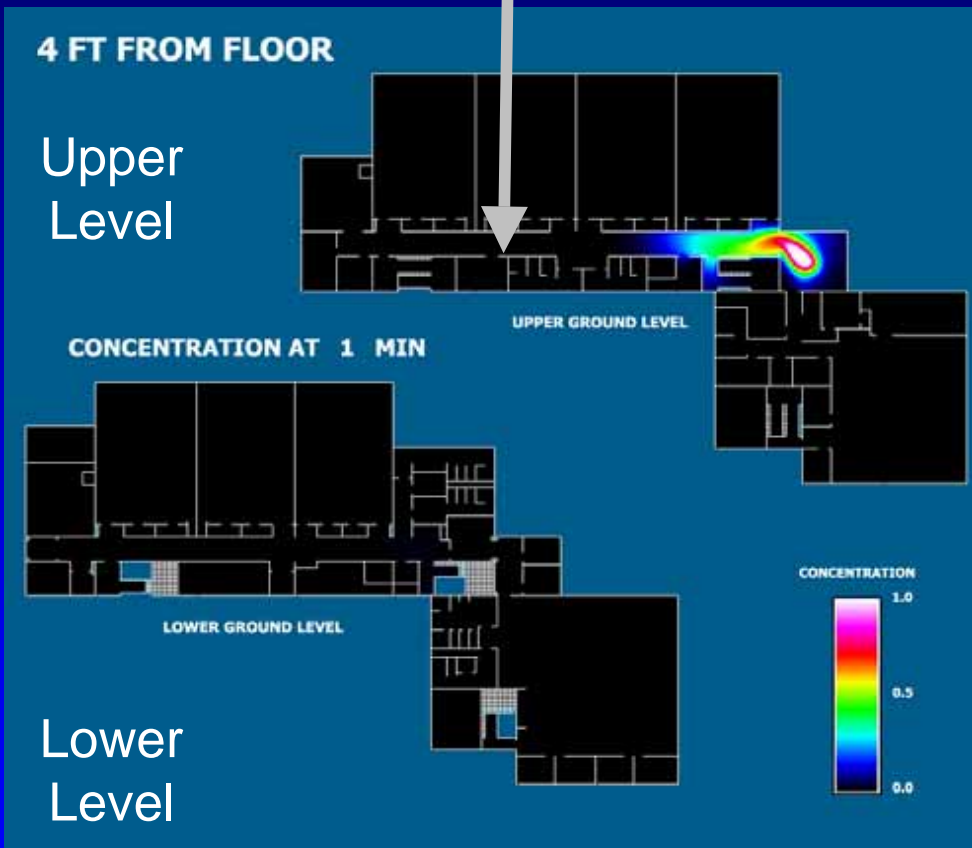 4 FT FROM FLOOR
Upper
Level
UPPER GROUND LEVEL
CONCENTRATION AT 1 MIN
LOWER GROUND LEVEL
CONCENTRATION
1.0
0.5
0.0
Lower
Level